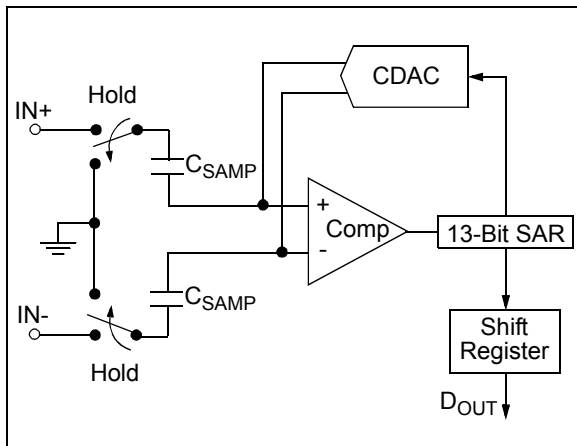 CDAC
Hold
IN+
CSAMP
+
Comp
-
13-Bit SAR
CSAMP
IN-
Hold
Shift
Register
DOUT